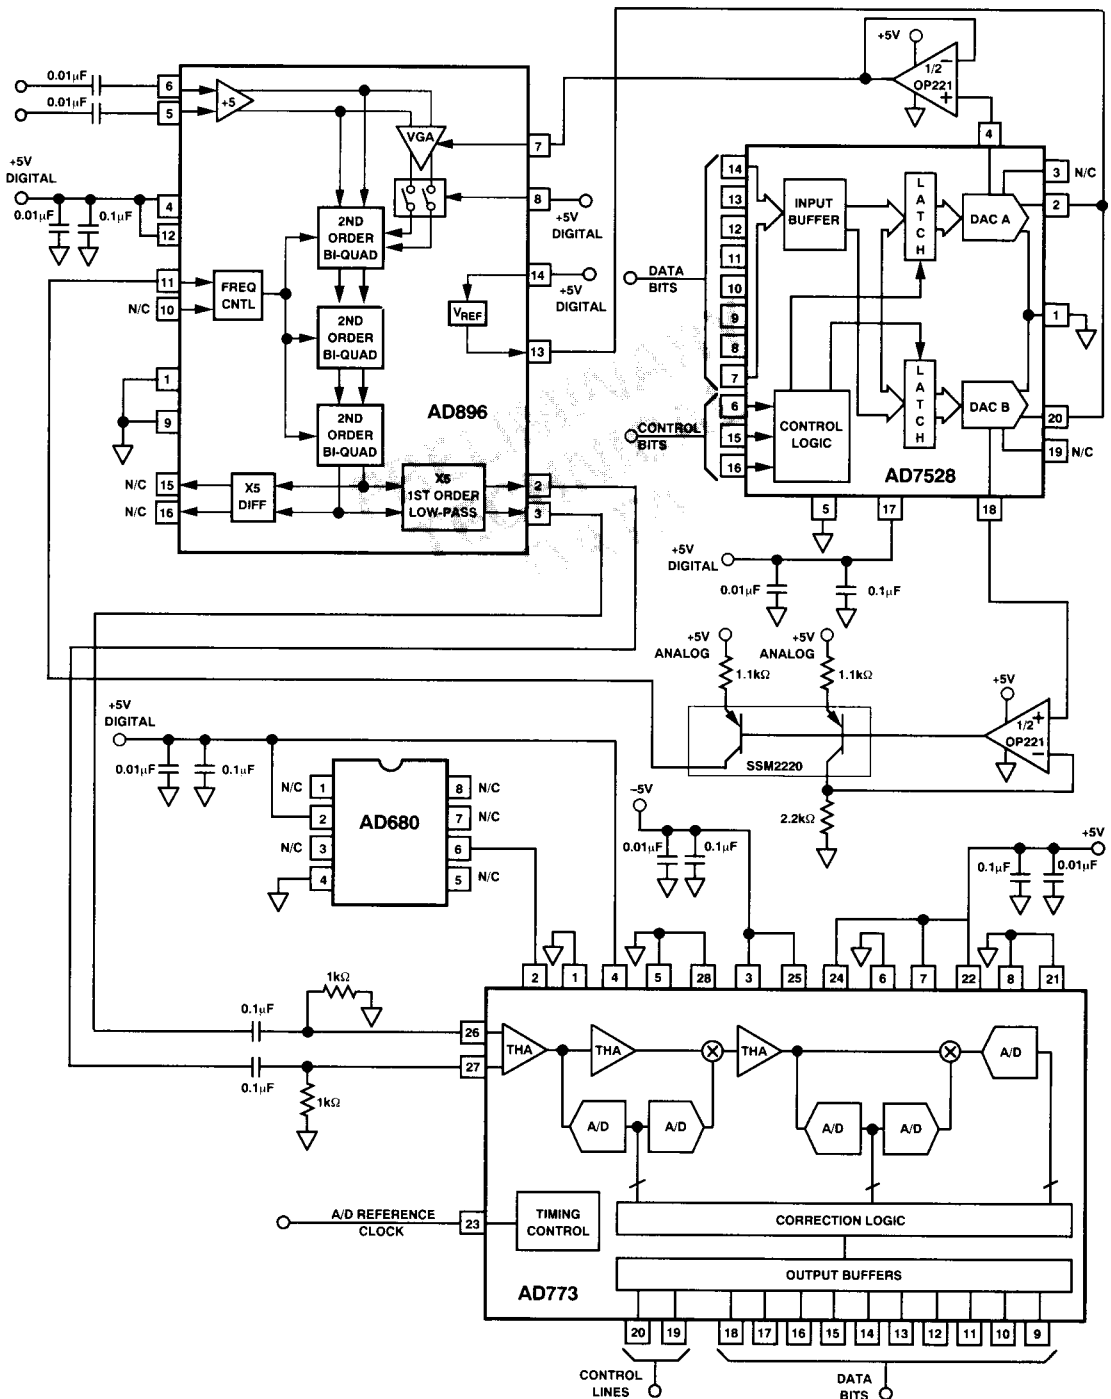 0.01µF
6
0.01µF
5
÷5
VGA
7
+5V
DIGITAL
0.01µF
0.1µF
4
12
8
+5V
DIGITAL
2ND
ORDER
BI-QUAD
11
N/C
10
FREQ
CNTL
14
+5V
DIGITAL
VREF
13
2ND
ORDER
BI-QUAD
1
9
AD896
2ND
ORDER
BI-QUAD
N/C
15
N/C
16
X5
DIFF
X5
1ST ORDER
LOW-PASS
2
3
+5V
1/2
OP221
−
+
4
14
13
12
11
10
9
8
7
DATA
BITS
INPUT
BUFFER
LATCH
DAC A
3
N/C
2
1
6
15
16
CONTROL
BITS
CONTROL
LOGIC
LATCH
DAC B
20
19
N/C
AD7528
5
17
18
+5V
DIGITAL
0.01µF
0.1µF
+5V
ANALOG
1.1kΩ
+5V
ANALOG
1.1kΩ
SSM2220
2.2kΩ
+5V
1/2
OP221
+
−
+5V
DIGITAL
0.01µF
0.1µF
N/C
1
2
N/C
3
4
AD680
8
N/C
7
N/C
6
5
N/C
−5V
0.01µF
0.1µF
+5V
0.1µF
0.01µF
2
1
4
5
28
3
25
24
6
7
22
8
21
1kΩ
0.1µF
26
27
0.1µF
1kΩ
THA
THA
THA
A/D
A/D
A/D
A/D
A/D
A/D REFERENCE
CLOCK
23
TIMING
CONTROL
CORRECTION LOGIC
OUTPUT BUFFERS
AD773
20
19
18
17
16
15
14
13
12
11
10
9
CONTROL
LINES
DATA
BITS